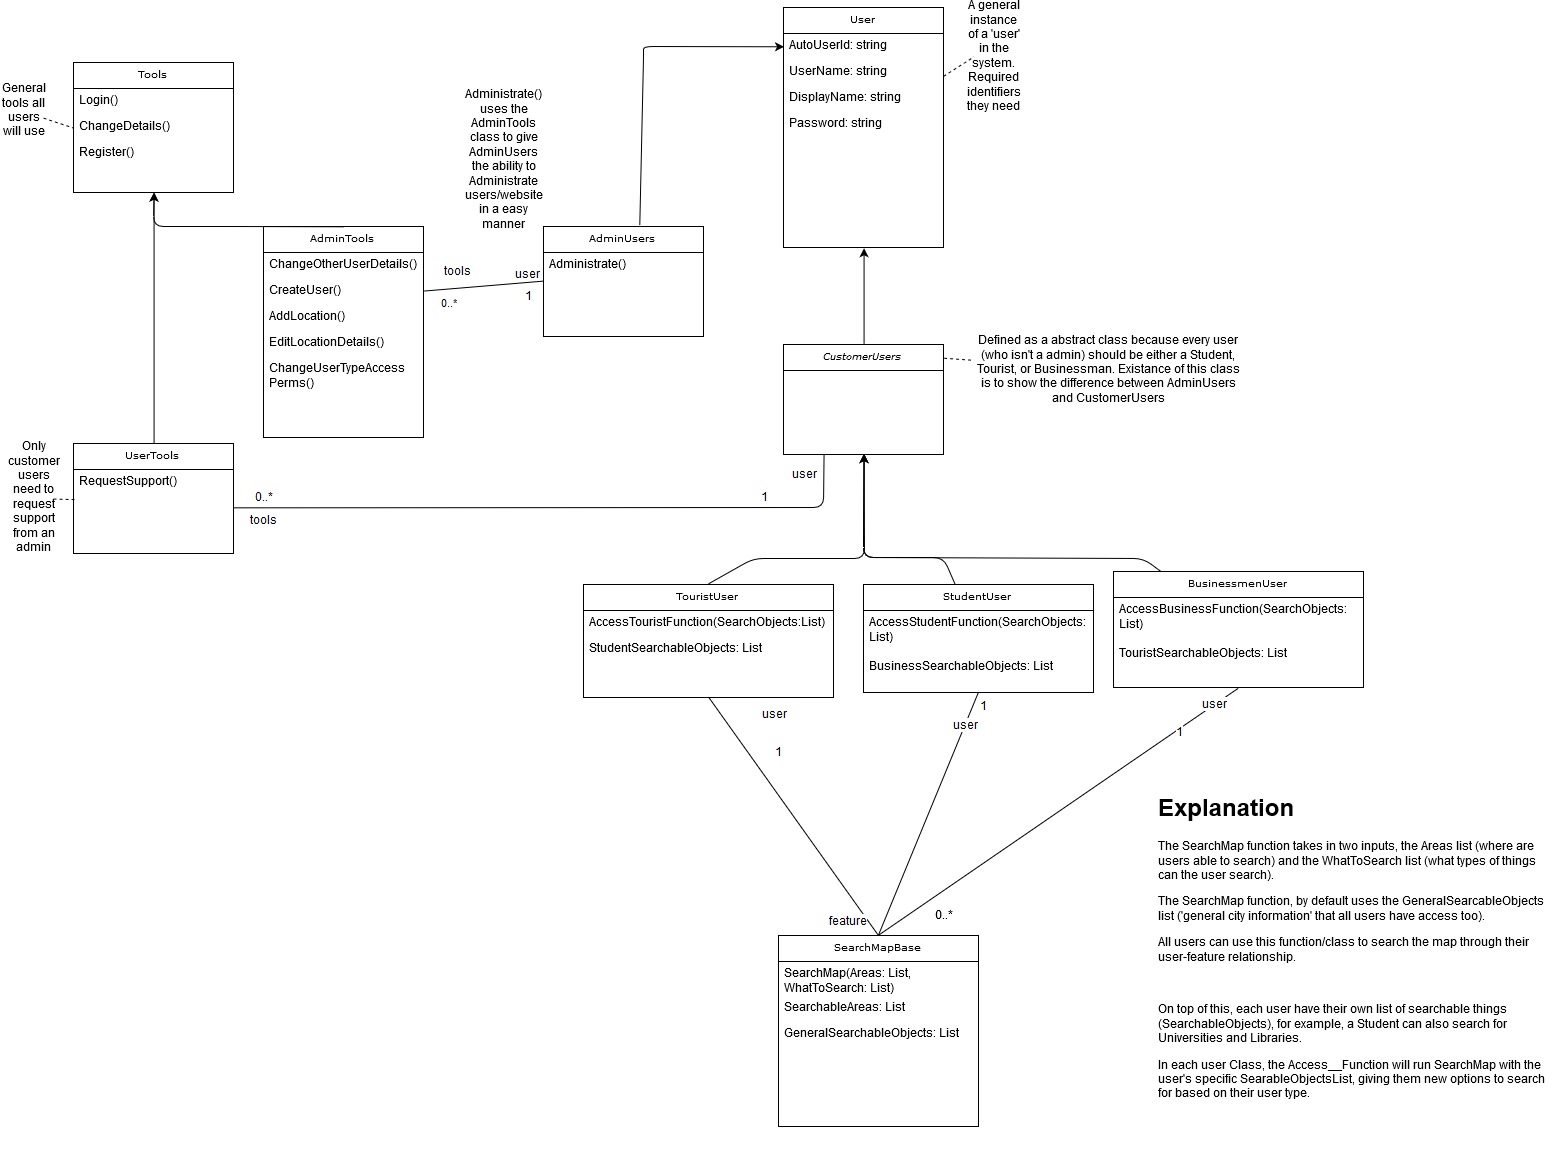 User
AutoUserId: string
UserName: string
DisplayName: string
Password: string
A general
instance
of a 'user'
in the
system.
Required
identifiers
they need
Tools
Login()
ChangeDetails()
Register()
General
tools all
users
will use
Administrate()
uses the
AdminTools
class to give
AdminUsers
the ability to
Administrate
users/website
in a easy
manner
AdminTools
ChangeOtherUserDetails()
CreateUser()
AddLocation()
EditLocationDetails()
ChangeUserTypeAccess
Perms()
tools
0..*
user
1
AdminUsers
Administrate()
CustomerUsers
Defined as a abstract class because every user
(who isn't a admin) should be either a Student,
Tourist, or Businessman. Existance of this class
is to show the difference between AdminUsers
and CustomerUsers
Only
customer
users
need to
request
support
from an
admin
UserTools
RequestSupport()
0..*
tools
user
1
TouristUser
AccessTouristFunction(SearchObjects:List)
StudentSearchableObjects: List
StudentUser
AccessStudentFunction(SearchObjects:
List)
BusinessSearchableObjects: List
BusinessmenUser
AccessBusinessFunction(SearchObjects:
List)
TouristSearchableObjects: List
user
1
1
user
user
1
feature
0..*
SearchMapBase
SearchMap(Areas: List,
WhatToSearch: List)
SearchableAreas: List
GeneralSearchableObjects: List
Explanation
The SearchMap function takes in two inputs, the Areas list (where are
users able to search) and the WhatToSearch list (what types of things
can the user search).
The SearchMap function, by default uses the GeneralSearcableObjects
list ('general city information' that all users have access too).
All users can use this function/class to search the map through their
user-feature relationship.
On top of this, each user have their own list of searchable things
(SearchableObjects), for example, a Student can also search for
Universities and Libraries.
In each user Class, the Access__Function will run SearchMap with the
user's specific SearableObjectsList, giving them new options to search
for based on their user type.